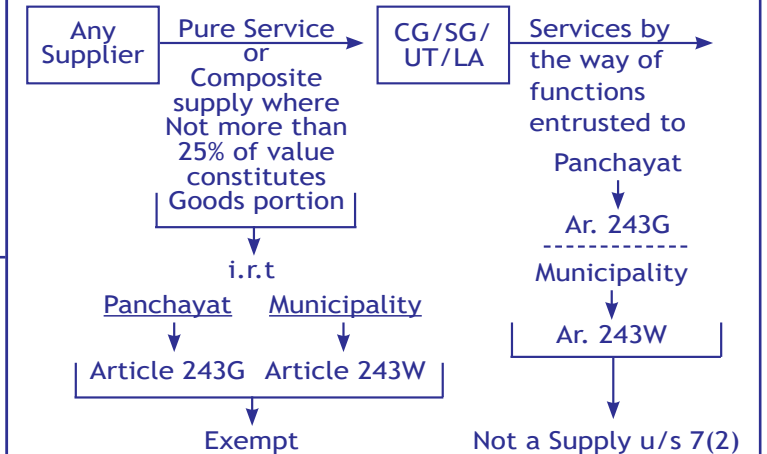 Any
Supplier
Pure Service
or
Composite
supply where
Not more than
25% of value
constitutes
Goods portion
i.r.t
Panchayat Municipality
Article 243G Article 243W
Exempt
CG/SG/
UT/LA
Services by
the way of
functions
entrusted to
Panchayat
Ar. 243G
Municipality
Ar. 243W
Not a Supply u/s 7(2)